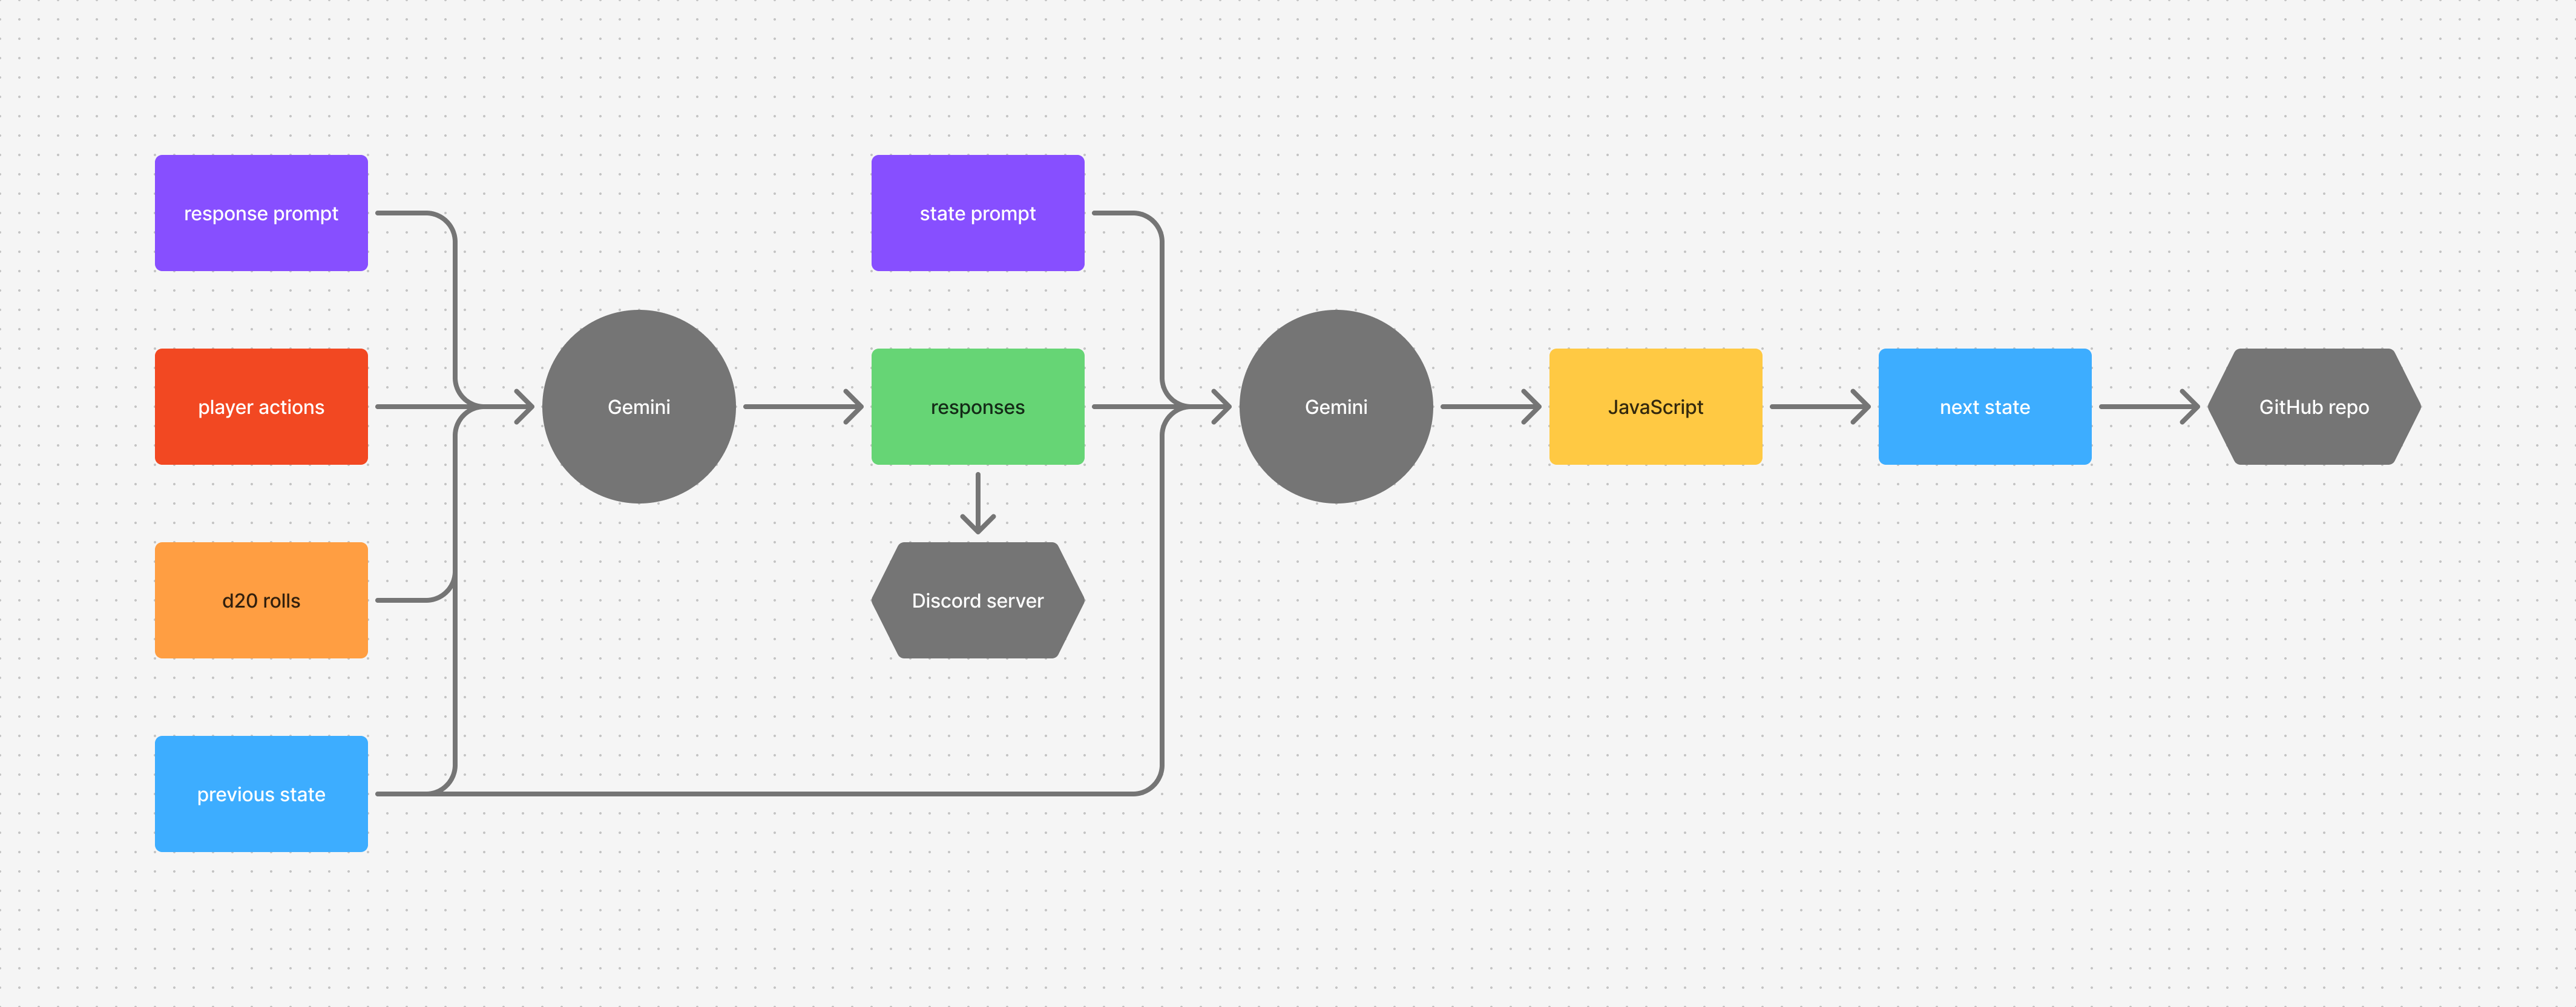 response prompt
state prompt
player actions
Gemini
responses
Gemini
JavaScript
next state
GitHub repo
d20 rolls
Discord server
previous state